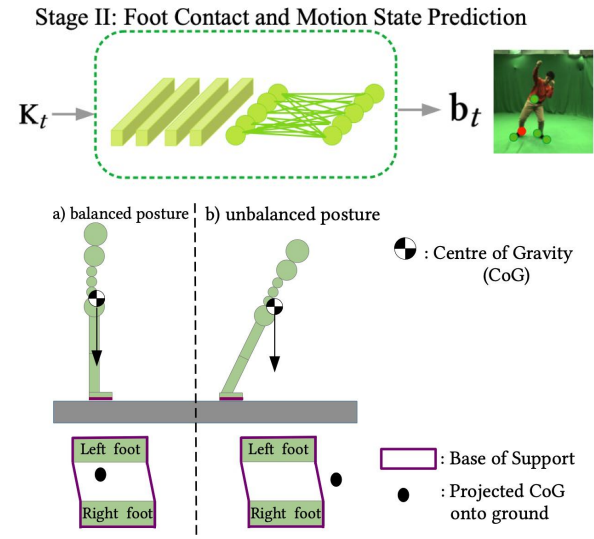 Stage II: Foot Contact and Motion State Prediction
K_t
b_t
a) balanced posture
b) unbalanced posture
: Centre of Gravity
(CoG)
Left foot
Right foot
Left foot
Right foot
: Base of Support
: Projected CoG
onto ground